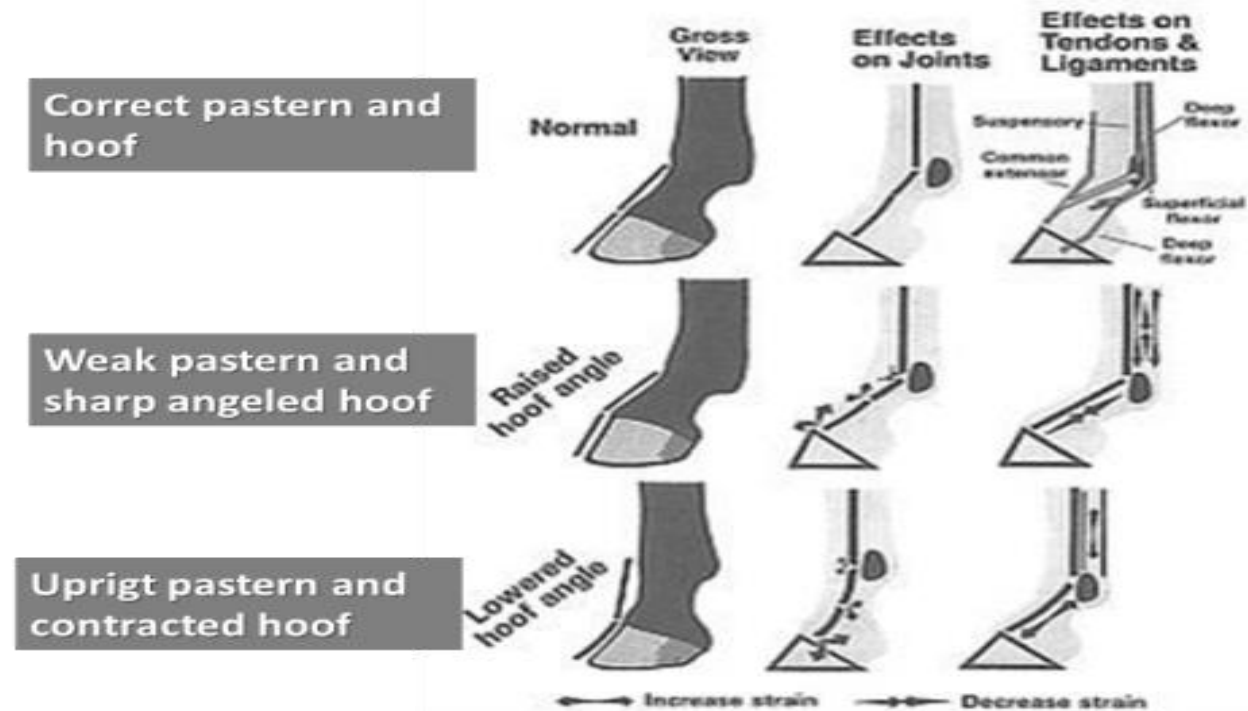 Gross
View
Effects
on Joints
Effects on
Tendons &
Ligaments
Correct pastern and
hoof
Normal
Suspensory
Deep
flexor
Common
extensor
Superficial
flexor
Deep
flexor
Weak pastern and
sharp angeled hoof
Raised
hoof angle
Uprigt pastern and
contracted hoof
Lowered
hoof angle
2
Increase strain
Decrease strain